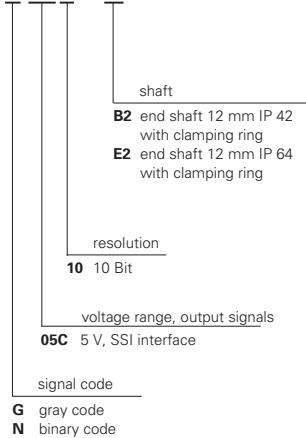 shaft
B2 end shaft 12 mm IP 42
with clamping ring
E2 end shaft 12 mm IP 64
with clamping ring
resolution
10 10 Bit
voltage range, output signals
05C 5 V, SSI interface
signal code
G gray code
N binary code